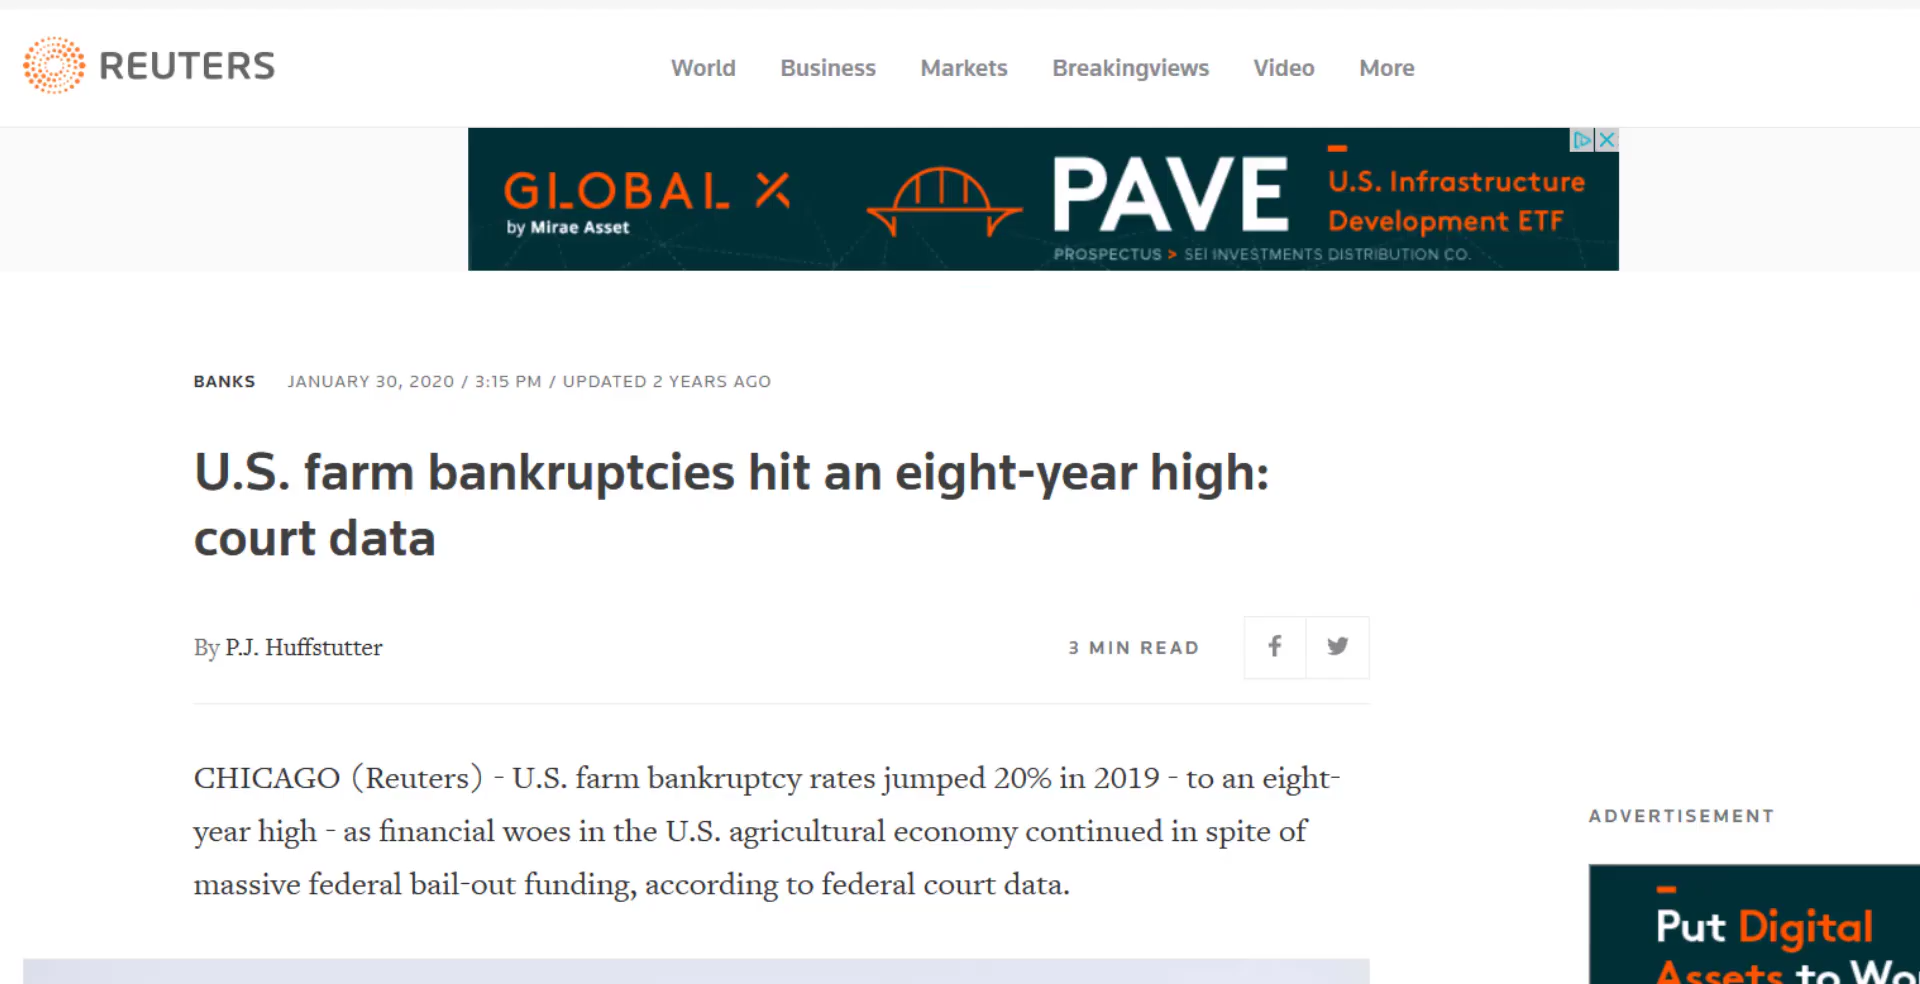 REUTERS
World Business Markets Breakingviews Video More
GLOBAL X
by Mirae Asset
PAVE
U.S. Infrastructure
Development ETF
PROSPECTUS > SEI INVESTMENTS DISTRIBUTION CO.
BANKS JANUARY 30, 2020 / 3:15 PM / UPDATED 2 YEARS AGO
U.S. farm bankruptcies hit an eight-year high:
court data
By P.J. Huffstutter
3 MIN READ
CHICAGO (Reuters) - U.S. farm bankruptcy rates jumped 20% in 2019 - to an eight-
year high - as financial woes in the U.S. agricultural economy continued in spite of
massive federal bail-out funding, according to federal court data.
ADVERTISEMENT
Put Digital
Assets to